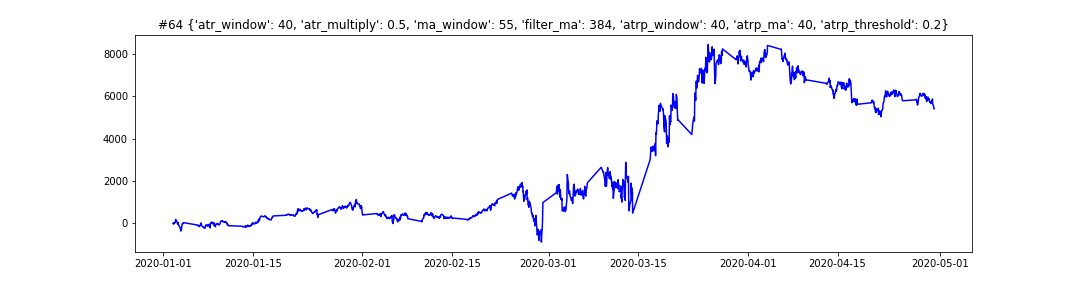 #64 {'atr_window': 40, 'atr_multiply': 0.5, 'ma_window': 55, 'filter_ma': 384, 'atrp_window': 40, 'atrp_ma': 40, 'atrp_threshold': 0.2}
8000
6000
4000
2000
0
2020-01-01 2020-01-15 2020-02-01 2020-02-15 2020-03-01 2020-03-15 2020-04-01 2020-04-15 2020-05-01